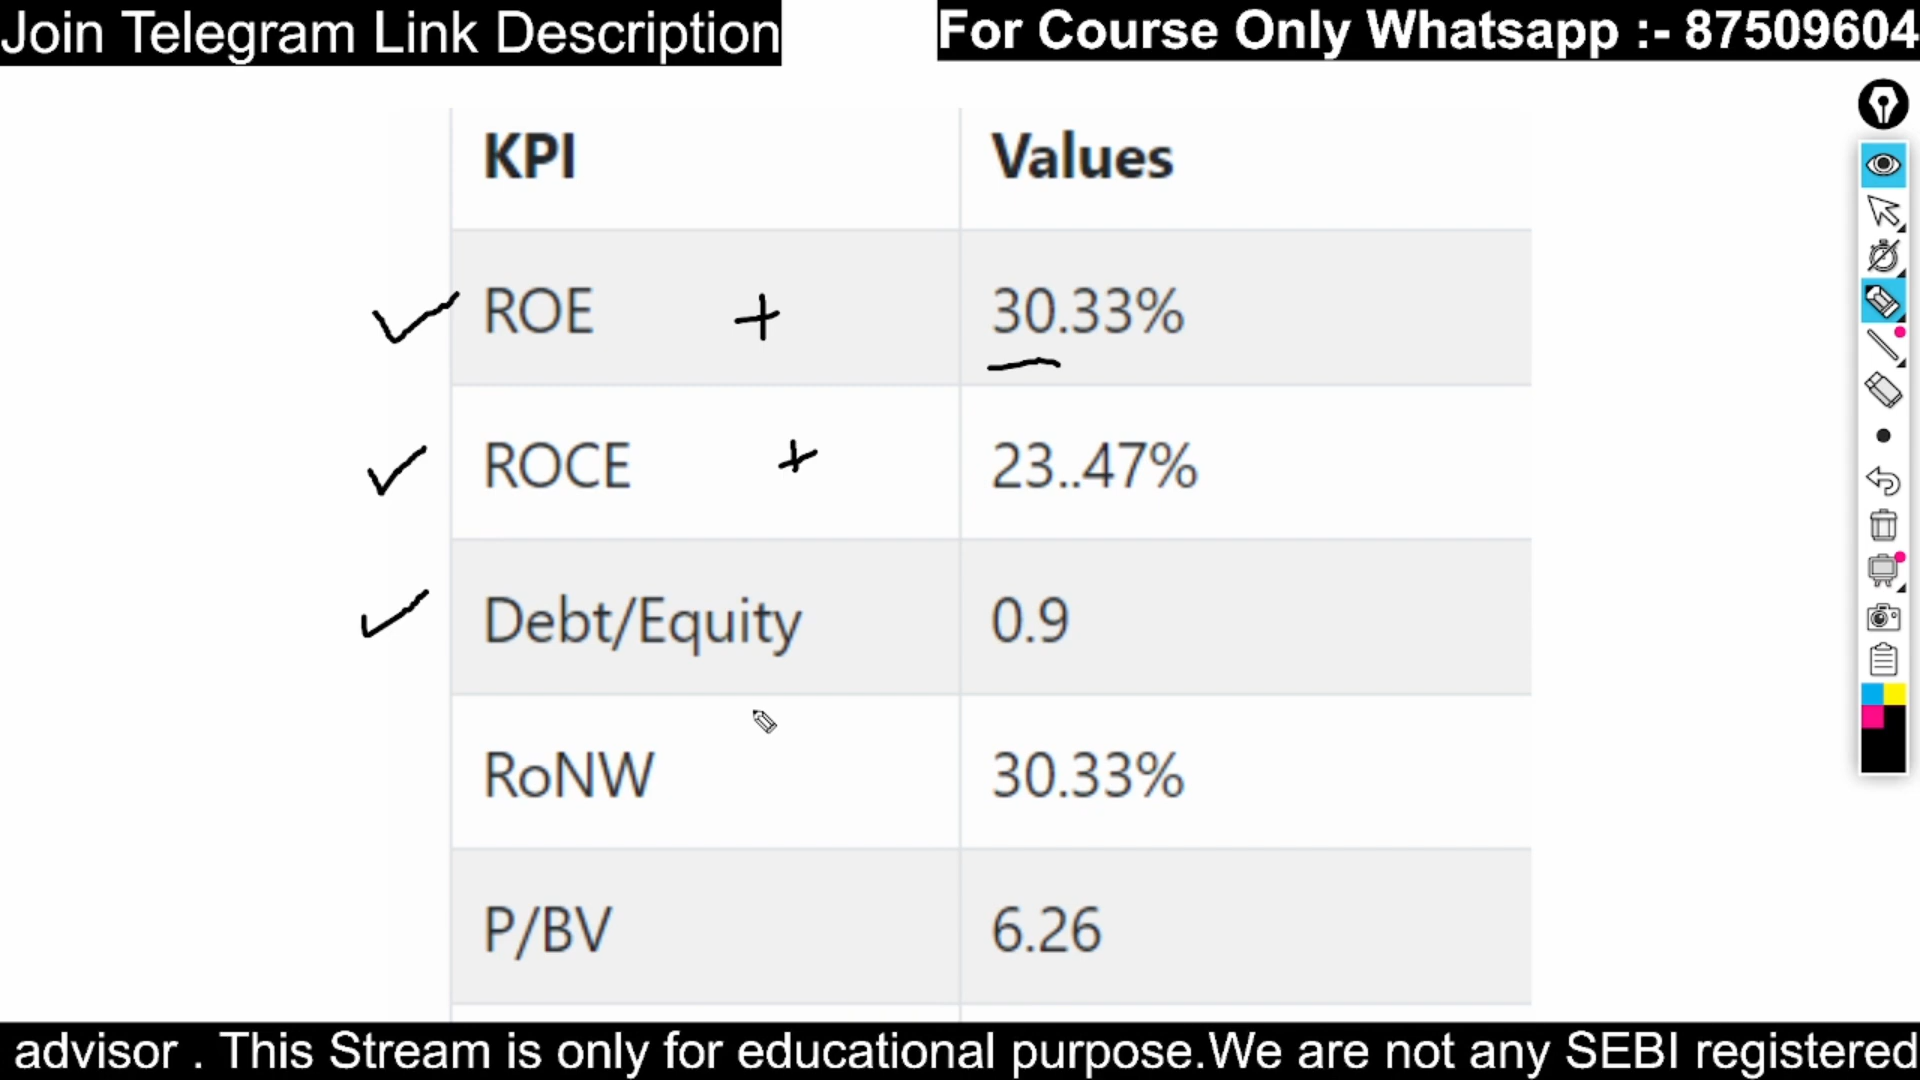 Join Telegram Link Description
For Course Only Whatsapp :- 87509604
KPI Values
ROE + 30.33%
ROCE + 23..47%
Debt/Equity 0.9
RoNW 30.33%
P/BV 6.26
advisor . This Stream is only for educational purpose.We are not any SEBI registered